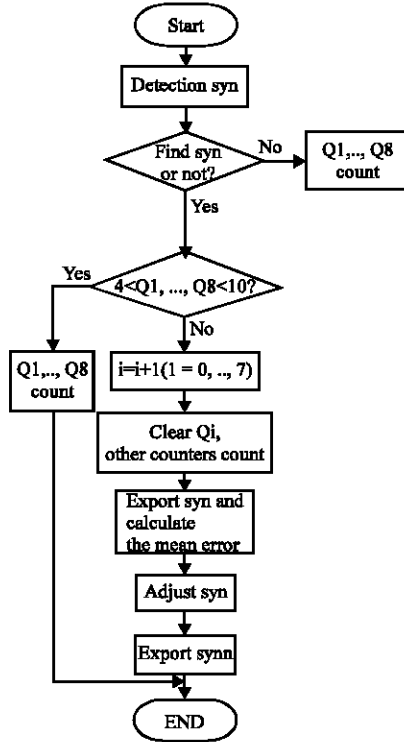 Start
Detection syn
Find syn
or not?
No
Q1,.., Q8
count
Yes
4<Q1, ..., Q8<10?
Yes
No
Q1,.., Q8
count
i=i+1(1 = 0, .., 7)
Clear Qi,
other counters count
Export syn and
calculate
the mean error
Adjust syn
Export synn
END